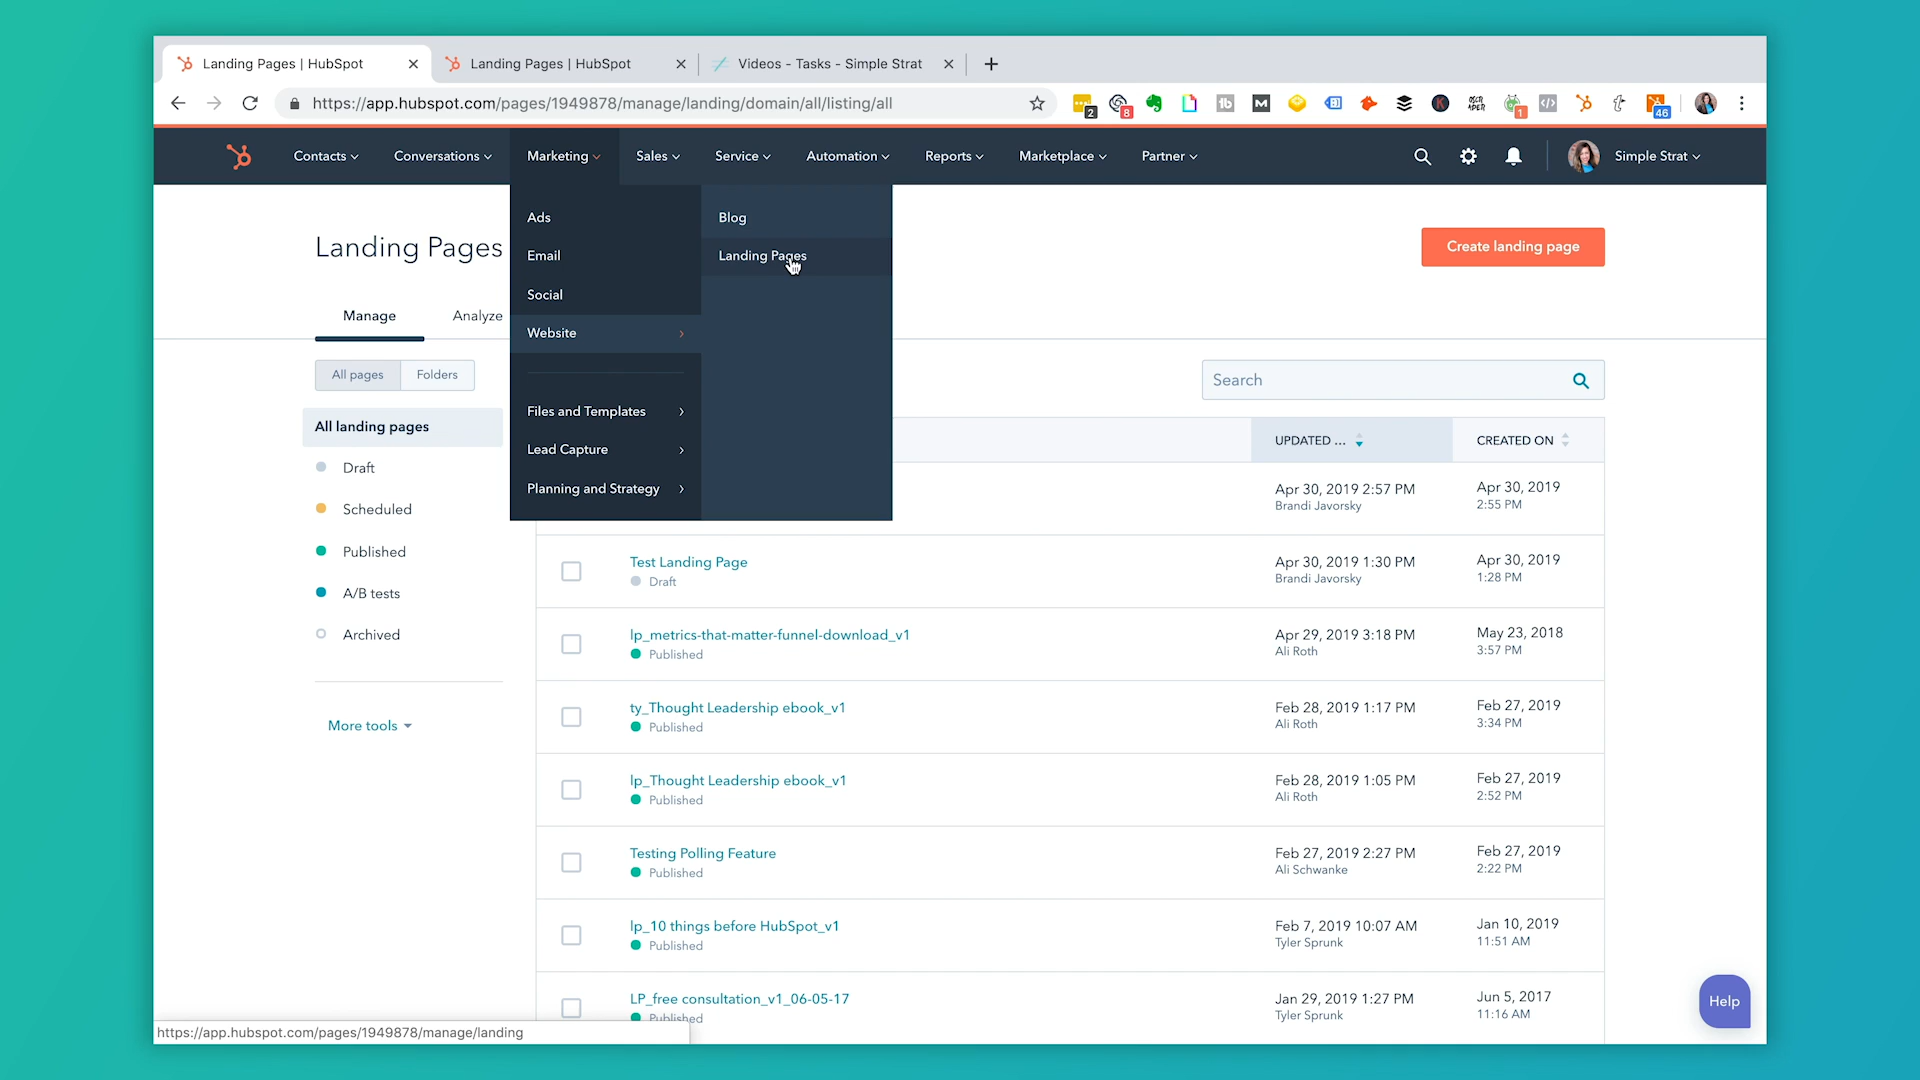 Landing Pages | HubSpot
Landing Pages | HubSpot
Videos - Tasks - Simple Strat
https://app.hubspot.com/pages/1949878/manage/landing/domain/all/listing/all
2
8
1
46
Contacts
Conversations
Marketing
Sales
Service
Automation
Reports
Marketplace
Partner
Simple Strat
Landing Pages
Ads
Email
Social
Website
Files and Templates
Lead Capture
Planning and Strategy
Blog
Landing Pages
Create landing page
Manage
Analyze
All pages
Folders
Search
All landing pages
Draft
Scheduled
Published
A/B tests
Archived
More tools
UPDATED ...
CREATED ON
Apr 30, 2019 2:57 PM
Brandi Javorsky
Apr 30, 2019
2:55 PM
Test Landing Page
Draft
Apr 30, 2019 1:30 PM
Brandi Javorsky
Apr 30, 2019
1:28 PM
lp_metrics-that-matter-funnel-download_v1
Published
Apr 29, 2019 3:18 PM
Ali Roth
May 23, 2018
3:57 PM
ty_Thought Leadership ebook_v1
Published
Feb 28, 2019 1:17 PM
Ali Roth
Feb 27, 2019
3:34 PM
lp_Thought Leadership ebook_v1
Published
Feb 28, 2019 1:05 PM
Ali Roth
Feb 27, 2019
2:52 PM
Testing Polling Feature
Published
Feb 27, 2019 2:27 PM
Ali Schwanke
Feb 27, 2019
2:22 PM
lp_10 things before HubSpot_v1
Published
Feb 7, 2019 10:07 AM
Tyler Sprunk
Jan 10, 2019
11:51 AM
LP_free consultation_v1_06-05-17
Published
Jan 29, 2019 1:27 PM
Tyler Sprunk
Jun 5, 2017
11:16 AM
Help
https://app.hubspot.com/pages/1949878/manage/landing